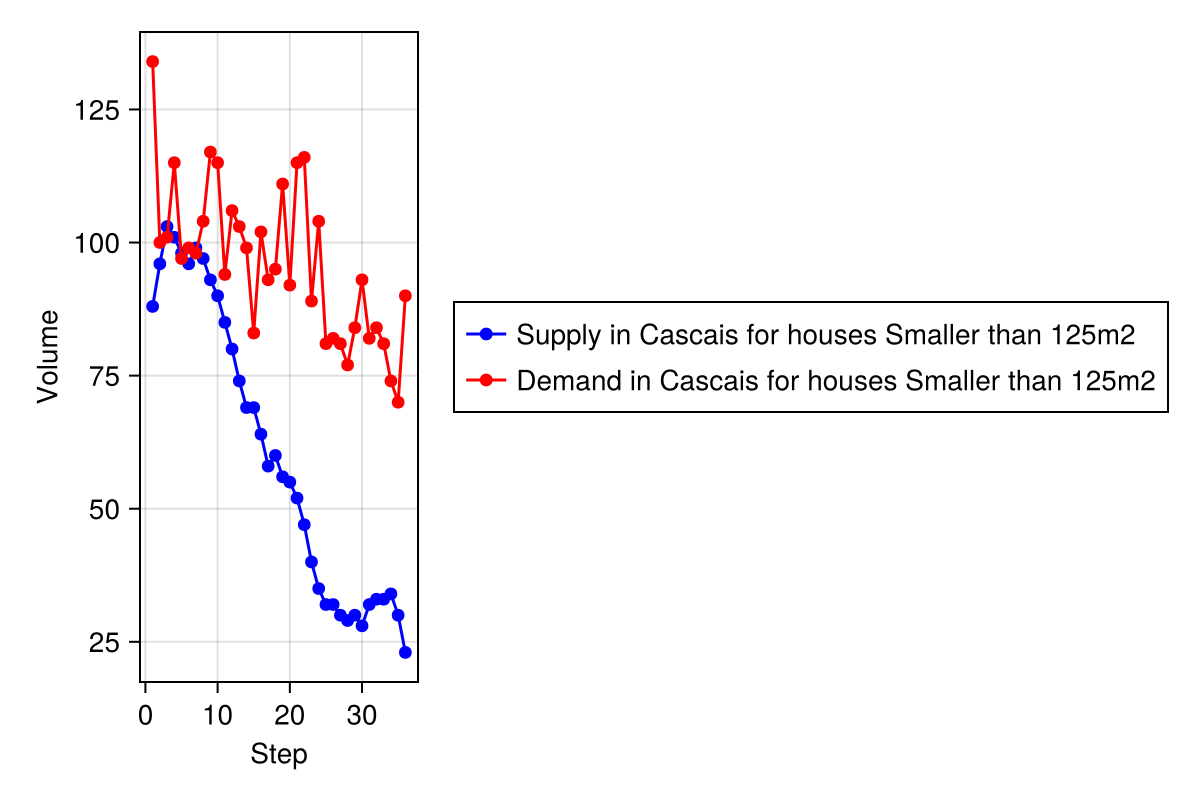 125
100
75
50
25
Volume
0 10 20 30
Step
Supply in Cascais for houses Smaller than 125m2
Demand in Cascais for houses Smaller than 125m2